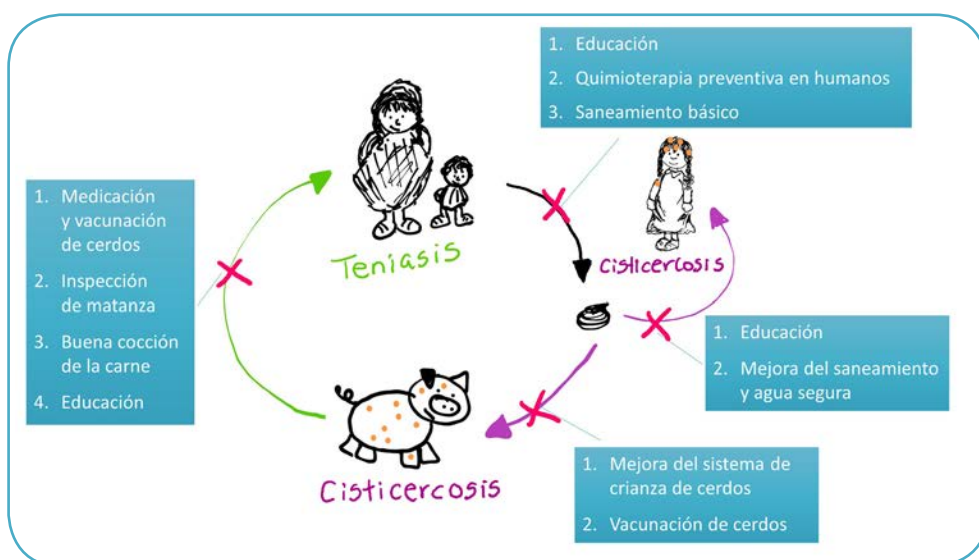 1. Educación
2. Quimioterapia preventiva en humanos
3. Saneamiento básico
1. Medicación
y vacunación
de cerdos
2. Inspección
de matanza
3. Buena cocción
de la carne
4. Educación
Teniasis
Cisticercosis
1. Educación
2. Mejora del saneamiento
y agua segura
Cisticercosis
1. Mejora del sistema de
crianza de cerdos
2. Vacunación de cerdos